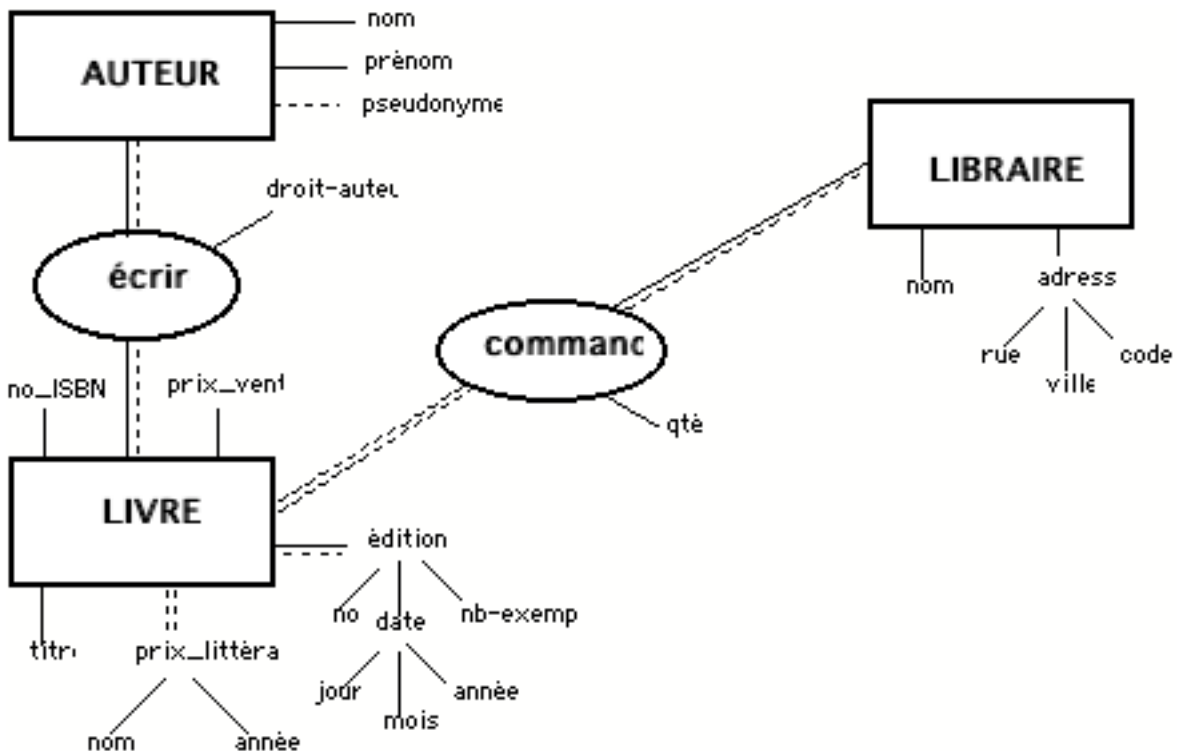 nom
AUTEUR
prénom
pseudonyme
LIBRAIRE
droit-auteu
écrir
nom
adress
rue
ville
code
commanc
qté
no_ISBN
prix_vent
LIVRE
édition
no
date
nb-exemp
titr
prix_littéra
jour
mois
année
nom
année